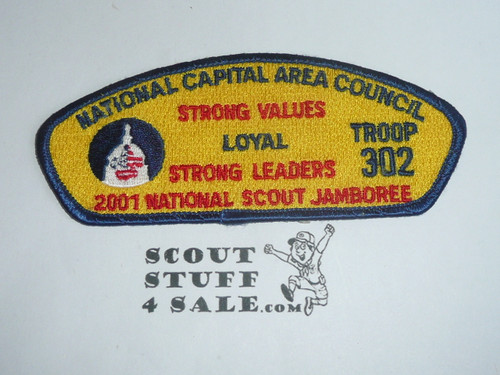 NATIONAL CAPITAL AREA COUNCIL
STRONG VALUES
LOYAL
TROOP
302
STRONG LEADERS
2001 NATIONAL SCOUT JAMBOREE
SCOUT
STUFF
4 SALE.COM